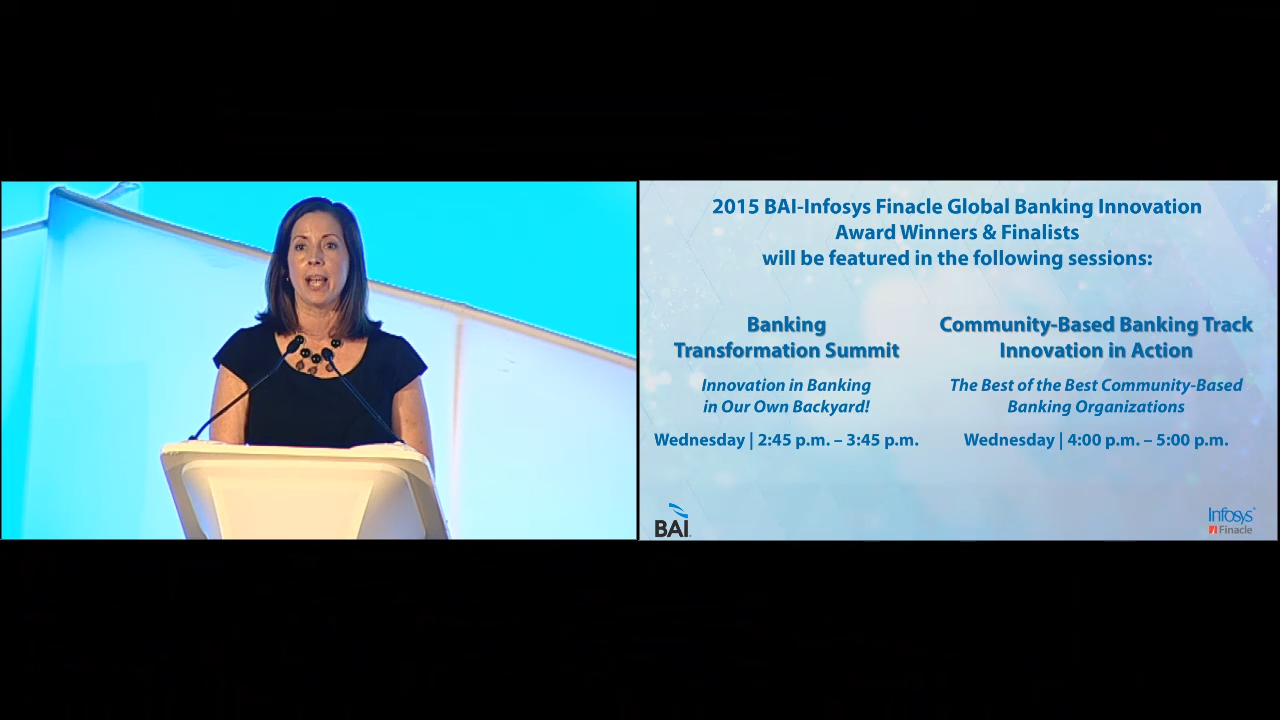 2015 BAI-Infosys Finacle Global Banking Innovation
Award Winners & Finalists
will be featured in the following sessions:
Banking
Transformation Summit
Innovation in Banking
in Our Own Backyard!
Wednesday | 2:45 p.m. – 3:45 p.m.
Community-Based Banking Track
Innovation in Action
The Best of the Best Community-Based
Banking Organizations
Wednesday | 4:00 p.m. – 5:00 p.m.
BAI
Infosys
Finacle